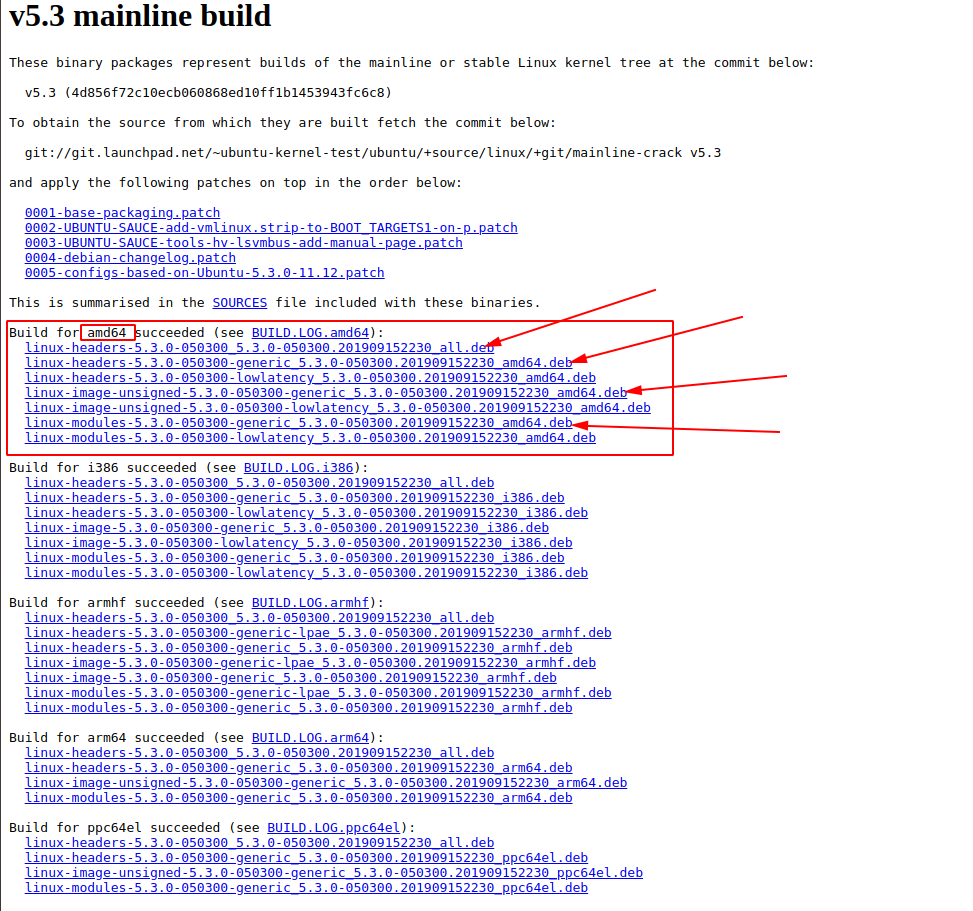 v5.3 mainline build
These binary packages represent builds of the mainline or stable Linux kernel tree at the commit below:
v5.3 (4d856f72c10ecb060868ed10ff1b1453943fc6c8)
To obtain the source from which they are built fetch the commit below:
git://git.launchpad.net/~ubuntu-kernel-test/ubuntu/+source/linux/+git/mainline-crack v5.3
and apply the following patches on top in the order below:
0001-base-packaging.patch
0002-UBUNTU-SAUCE-add-vmlinux.strip-to-BOOT_TARGETS1-on-p.patch
0003-UBUNTU-SAUCE-tools-hv-lsvmbus-add-manual-page.patch
0004-debian-changelog.patch
0005-configs-based-on-Ubuntu-5.3.0-11.12.patch
This is summarised in the SOURCES file included with these binaries.
Build for amd64 succeeded (see BUILD.LOG.amd64):
linux-headers-5.3.0-050300_5.3.0-050300.201909152230_all.deb
linux-headers-5.3.0-050300-generic_5.3.0-050300.201909152230_amd64.deb
linux-headers-5.3.0-050300-lowlatency_5.3.0-050300.201909152230_amd64.deb
linux-image-unsigned-5.3.0-050300-generic_5.3.0-050300.201909152230_amd64.deb
linux-image-unsigned-5.3.0-050300-lowlatency_5.3.0-050300.201909152230_amd64.deb
linux-modules-5.3.0-050300-generic_5.3.0-050300.201909152230_amd64.deb
linux-modules-5.3.0-050300-lowlatency_5.3.0-050300.201909152230_amd64.deb
Build for i386 succeeded (see BUILD.LOG.i386):
linux-headers-5.3.0-050300_5.3.0-050300.201909152230_all.deb
linux-headers-5.3.0-050300-generic_5.3.0-050300.201909152230_i386.deb
linux-headers-5.3.0-050300-lowlatency_5.3.0-050300.201909152230_i386.deb
linux-image-5.3.0-050300-generic_5.3.0-050300.201909152230_i386.deb
linux-image-5.3.0-050300-lowlatency_5.3.0-050300.201909152230_i386.deb
linux-modules-5.3.0-050300-generic_5.3.0-050300.201909152230_i386.deb
linux-modules-5.3.0-050300-lowlatency_5.3.0-050300.201909152230_i386.deb
Build for armhf succeeded (see BUILD.LOG.armhf):
linux-headers-5.3.0-050300_5.3.0-050300.201909152230_all.deb
linux-headers-5.3.0-050300-generic-lpae_5.3.0-050300.201909152230_armhf.deb
linux-headers-5.3.0-050300-generic_5.3.0-050300.201909152230_armhf.deb
linux-image-5.3.0-050300-generic-lpae_5.3.0-050300.201909152230_armhf.deb
linux-image-5.3.0-050300-generic_5.3.0-050300.201909152230_armhf.deb
linux-modules-5.3.0-050300-generic-lpae_5.3.0-050300.201909152230_armhf.deb
linux-modules-5.3.0-050300-generic_5.3.0-050300.201909152230_armhf.deb
Build for arm64 succeeded (see BUILD.LOG.arm64):
linux-headers-5.3.0-050300_5.3.0-050300.201909152230_all.deb
linux-headers-5.3.0-050300-generic_5.3.0-050300.201909152230_arm64.deb
linux-image-unsigned-5.3.0-050300-generic_5.3.0-050300.201909152230_arm64.deb
linux-modules-5.3.0-050300-generic_5.3.0-050300.201909152230_arm64.deb
Build for ppc64el succeeded (see BUILD.LOG.ppc64el):
linux-headers-5.3.0-050300_5.3.0-050300.201909152230_all.deb
linux-headers-5.3.0-050300-generic_5.3.0-050300.201909152230_ppc64el.deb
linux-image-unsigned-5.3.0-050300-generic_5.3.0-050300.201909152230_ppc64el.deb
linux-modules-5.3.0-050300-generic_5.3.0-050300.201909152230_ppc64el.deb